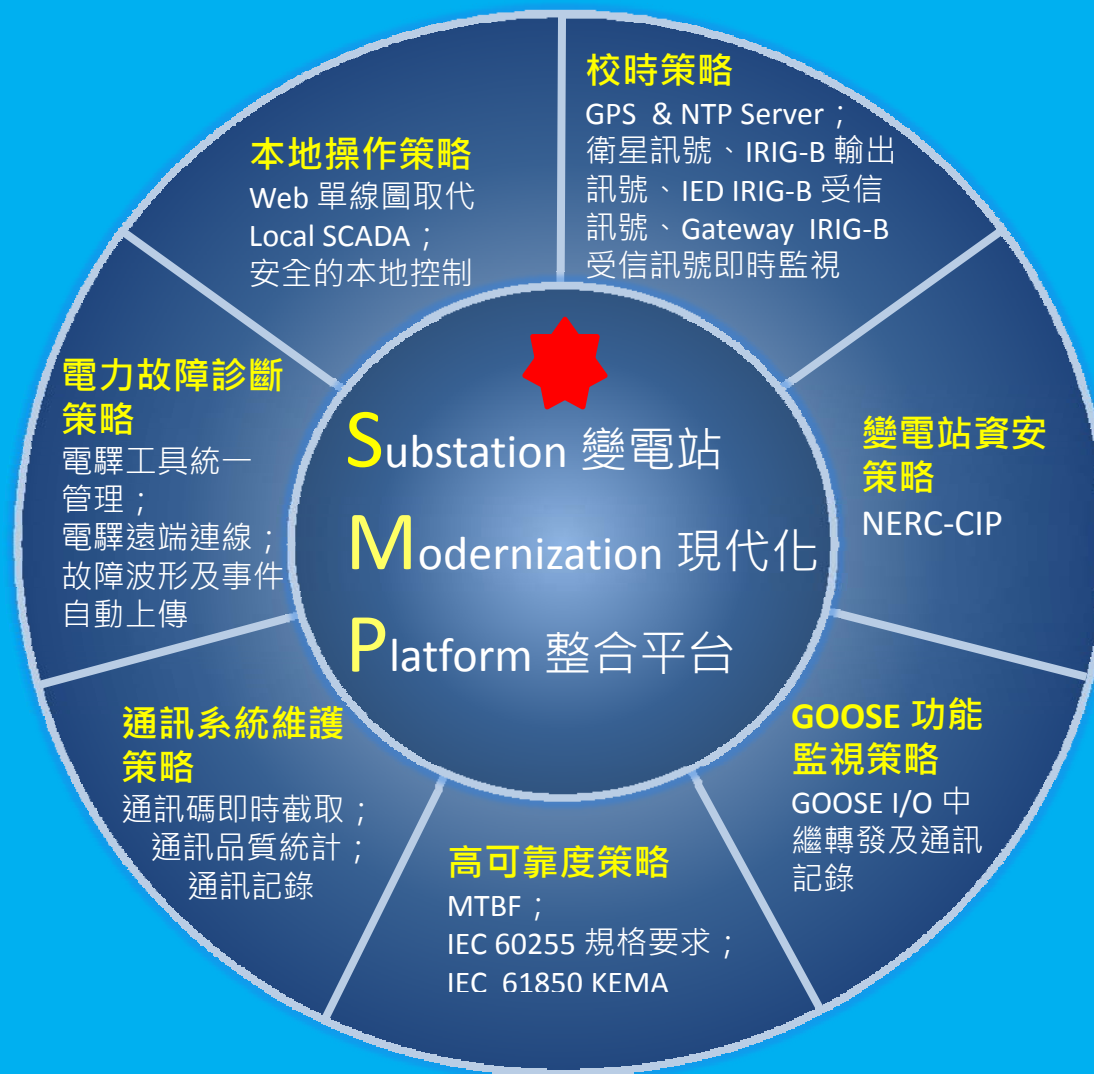 校時策略
GPS & NTP Server；
衛星訊號、IRIG-B 輸出
訊號、IED IRIG-B 受信
訊號、Gateway IRIG-B
受信訊號即時監視
本地操作策略
Web 單線圖取代
Local SCADA；
安全的本地控制
電力故障診斷
策略
電驛工具統一
管理；
電驛遠端連線；
故障波形及事件
自動上傳
Substation 變電站
Modernization 現代化
Platform 整合平台
變電站資安
策略
NERC-CIP
通訊系統維護
策略
通訊碼即時截取；
通訊品質統計；
通訊記錄
高可靠度策略
MTBF；
IEC 60255 規格要求；
IEC 61850 KEMA
GOOSE 功能
監視策略
GOOSE I/O 中
繼轉發及通訊
記錄